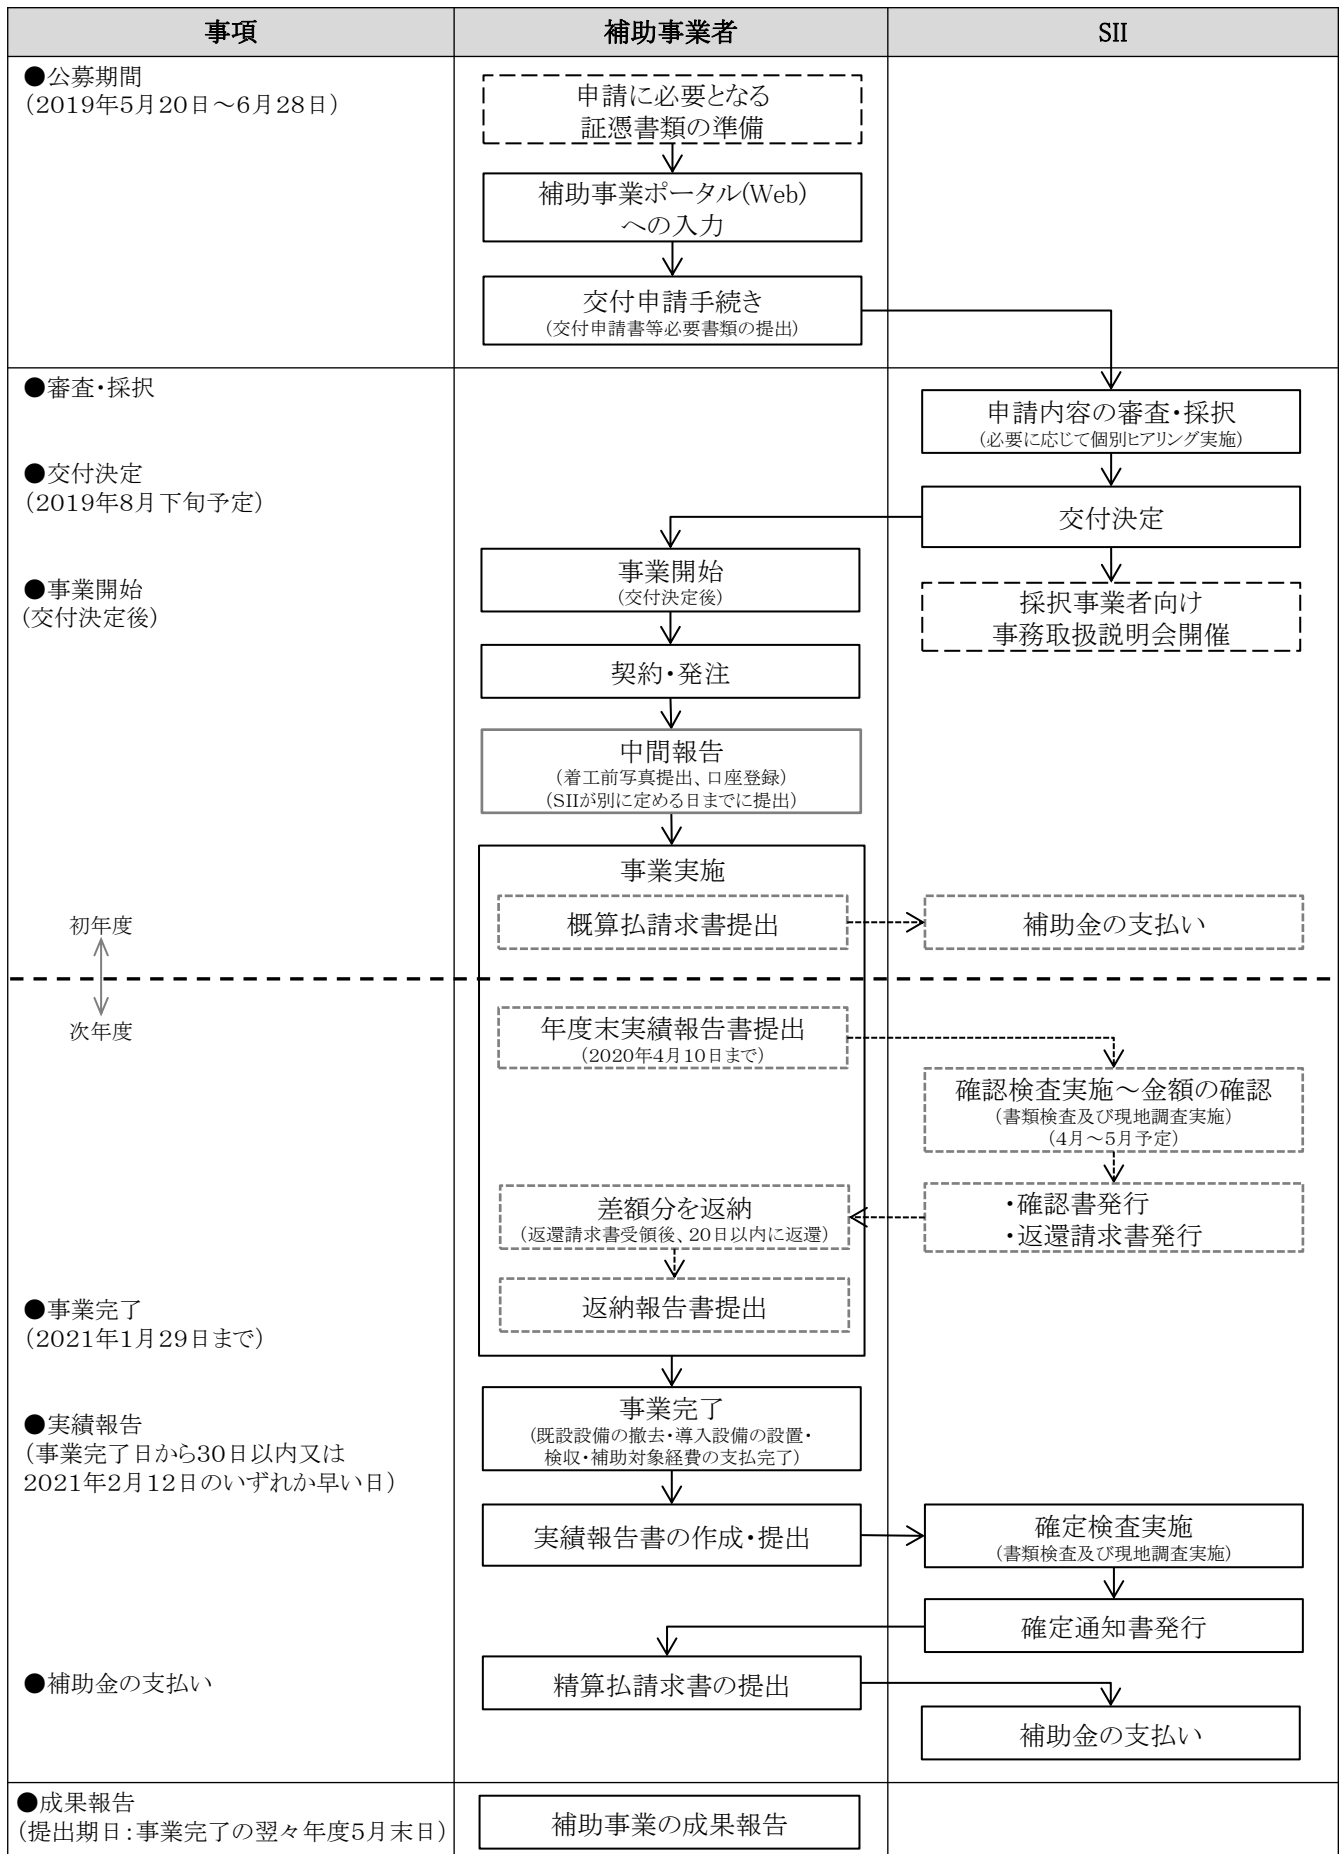 事項
補助事業者
SII
●公募期間
（2019年5月20日～6月28日）
申請に必要となる
証憑書類の準備
補助事業ポータル(Web)
への入力
交付申請手続き
（交付申請書等必要書類の提出）
●審査・採択
申請内容の審査・採択
（必要に応じて個別ヒアリング実施）
●交付決定
（2019年8月下旬予定）
交付決定
●事業開始
(交付決定後)
事業開始
（交付決定後）
採択事業者向け
事務取扱説明会開催
契約・発注
中間報告
（着工前写真提出、口座登録）
（SIIが別に定める日までに提出）
事業実施
初年度
概算払請求書提出
補助金の支払い
次年度
年度末実績報告書提出
（2020年4月10日まで）
確認検査実施～金額の確認
（書類検査及び現地調査実施）
（4月～5月予定）
差額分を返納
（返還請求書受領後、20日以内に返還）
・確認書発行
・返還請求書発行
返納報告書提出
●事業完了
（2021年1月29日まで）
事業完了
（既設設備の撤去・導入設備の設置・
検収・補助対象経費の支払完了）
●実績報告
（事業完了日から30日以内又は
2021年2月12日のいずれか早い日）
実績報告書の作成・提出
確定検査実施
（書類検査及び現地調査実施）
確定通知書発行
●補助金の支払い
精算払請求書の提出
補助金の支払い
●成果報告
（提出期日：事業完了の翌々年度5月末日）
補助事業の成果報告